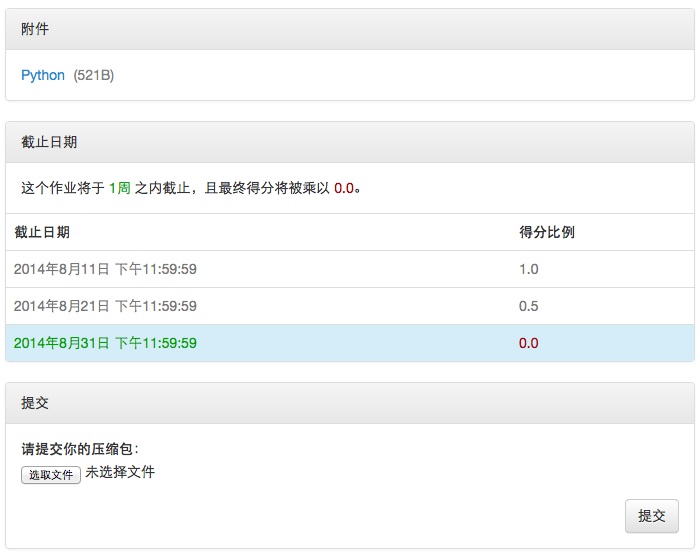 附件
Python (521B)
截止日期
这个作业将于 1周 之内截止，且最终得分将被乘以 0.0。
截止日期 得分比例
2014年8月11日 下午11:59:59 1.0
2014年8月21日 下午11:59:59 0.5
2014年8月31日 下午11:59:59 0.0
提交
请提交你的压缩包：
选取文件 未选择文件
提交